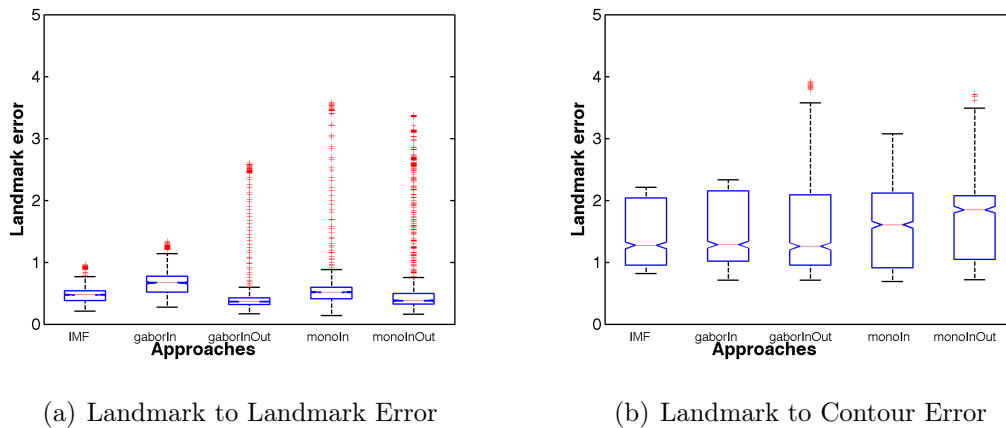 5
4
3
2
1
0
Landmark error
IMF gaborIn gaborInOut monoIn monoInOut
Approaches
(a) Landmark to Landmark Error
5
4
3
2
1
0
Landmark error
IMF gaborIn gaborInOut monoIn monoInOut
Approaches
(b) Landmark to Contour Error